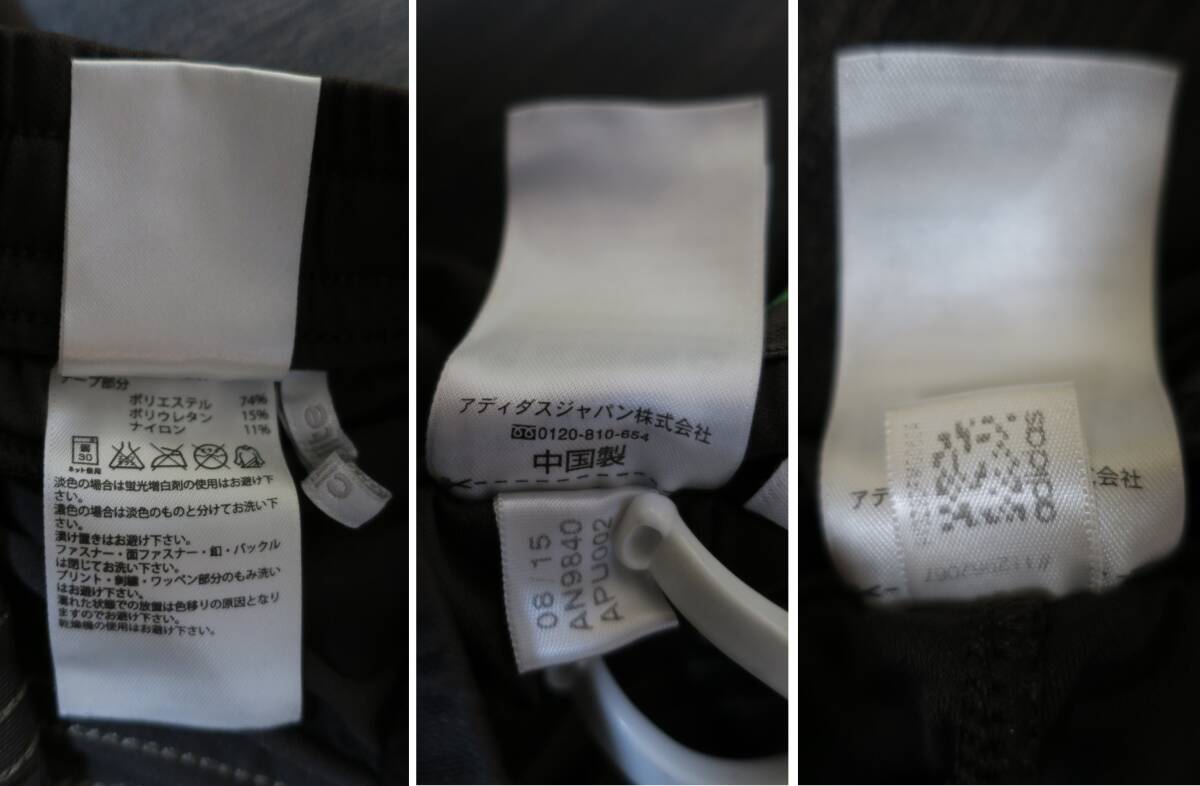 テープ部分
ポリエステル 74%
ポリウレタン 15%
ナイロン 11%
30
ネット使用
淡色の場合は蛍光増白剤の使用はお避け下
さい。
濃色の場合は淡色のものと分けてお洗い下
さい。
漬け置きはお避け下さい。
ファスナー・面ファスナー・釦・バックル
は閉じてお洗い下さい。
プリント・刺繍・ワッペン部分のもみ洗い
はお避け下さい。
濡れた状態での放置は色移りの原因となり
ますのでお避け下さい。
乾燥機の使用はお避け下さい。
アディダスジャパン株式会社
0120-810-654
中国製
08/15
AN9840
APU002
アデ
会社
adidas